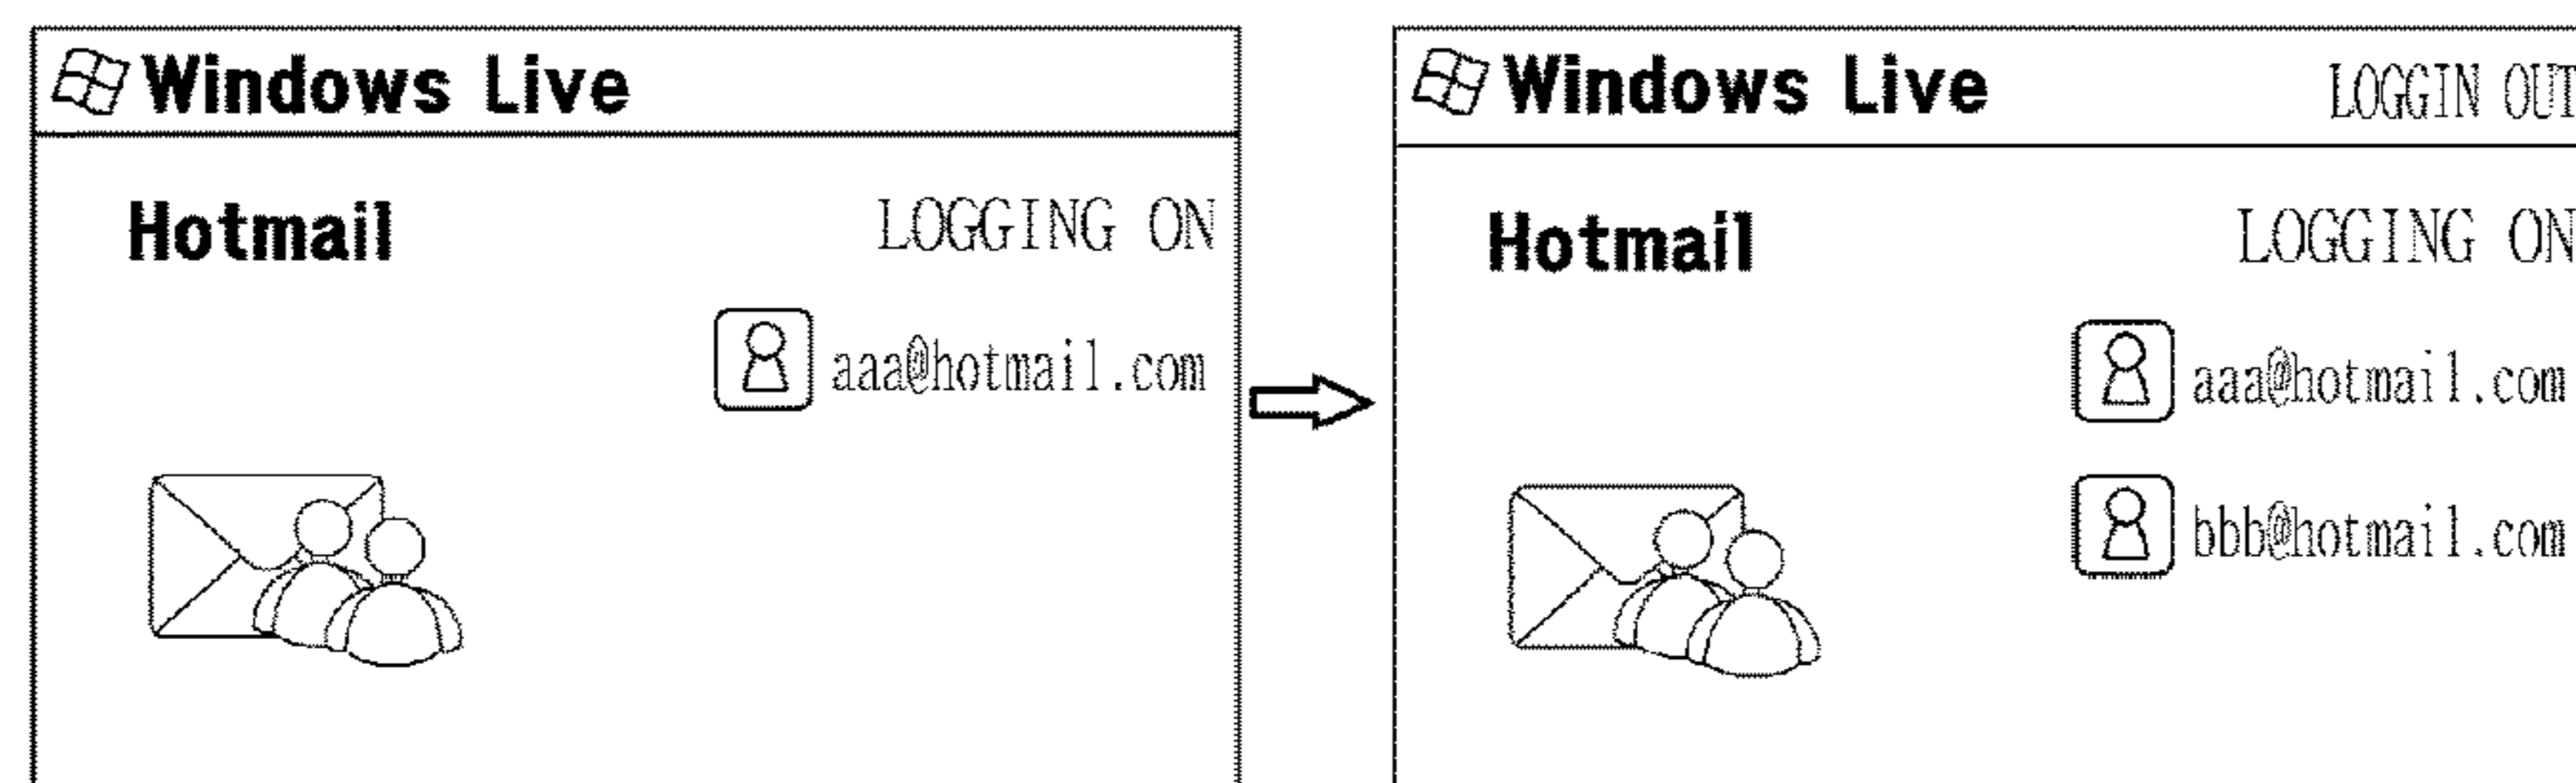 Windows Live
Hotmail
LOGGING ON
aaa@hotmail.com
Windows Live
LOGGIN OUT
Hotmail
LOGGING ON
aaa@hotmail.com
bbb@hotmail.com